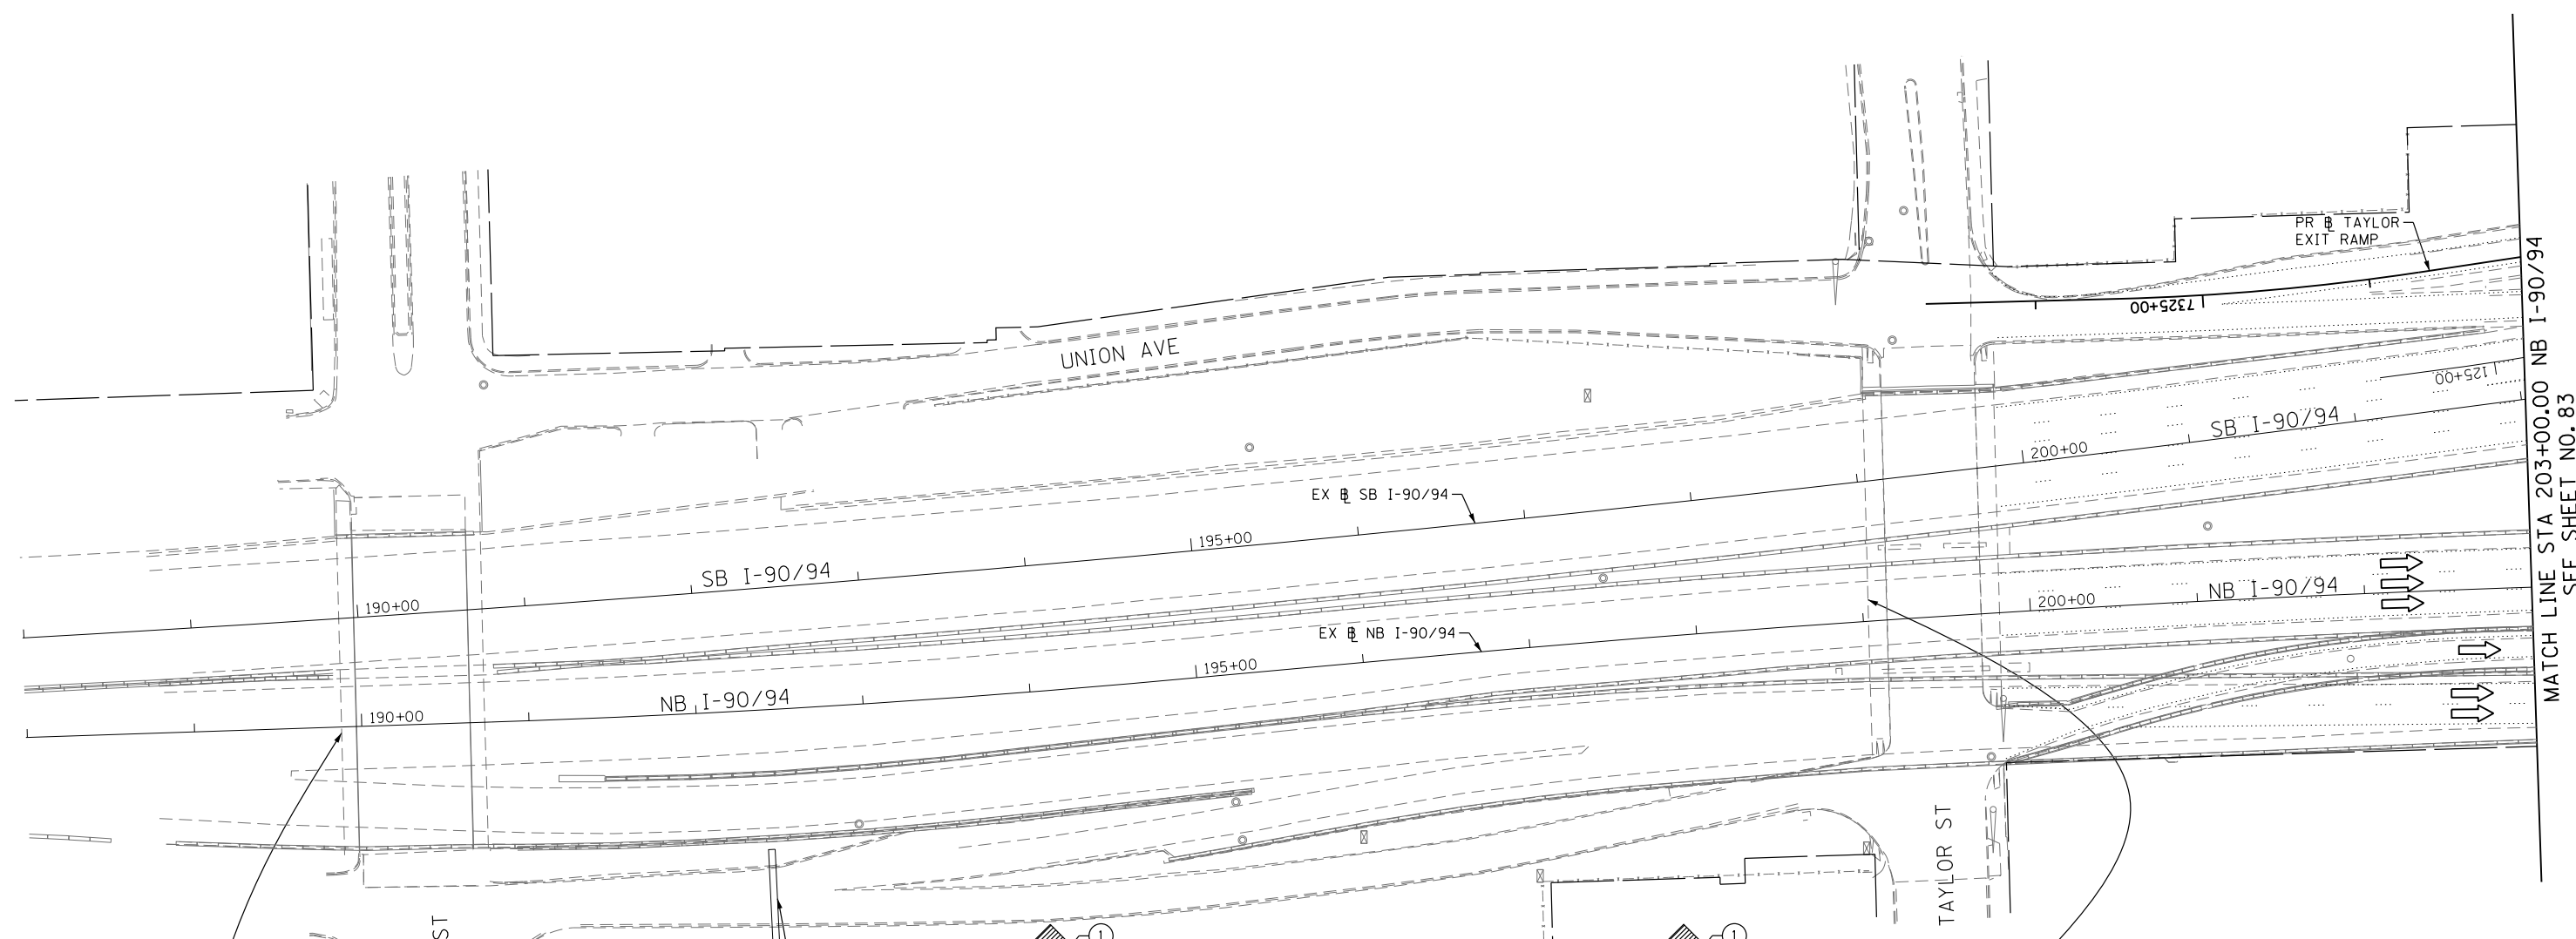 PR ⅊ TAYLOR
EXIT RAMP
7325+00
UNION AVE
125+00
SB I-90/94
200+00
EX ⅊ SB I-90/94
195+00
SB I-90/94
190+00
NB I-90/94
200+00
EX ⅊ NB I-90/94
195+00
NB I-90/94
190+00
MATCH LINE STA 203+00.00 NB I-90/94
SEE SHEET NO. 83
TAYLOR ST
ST
1
1